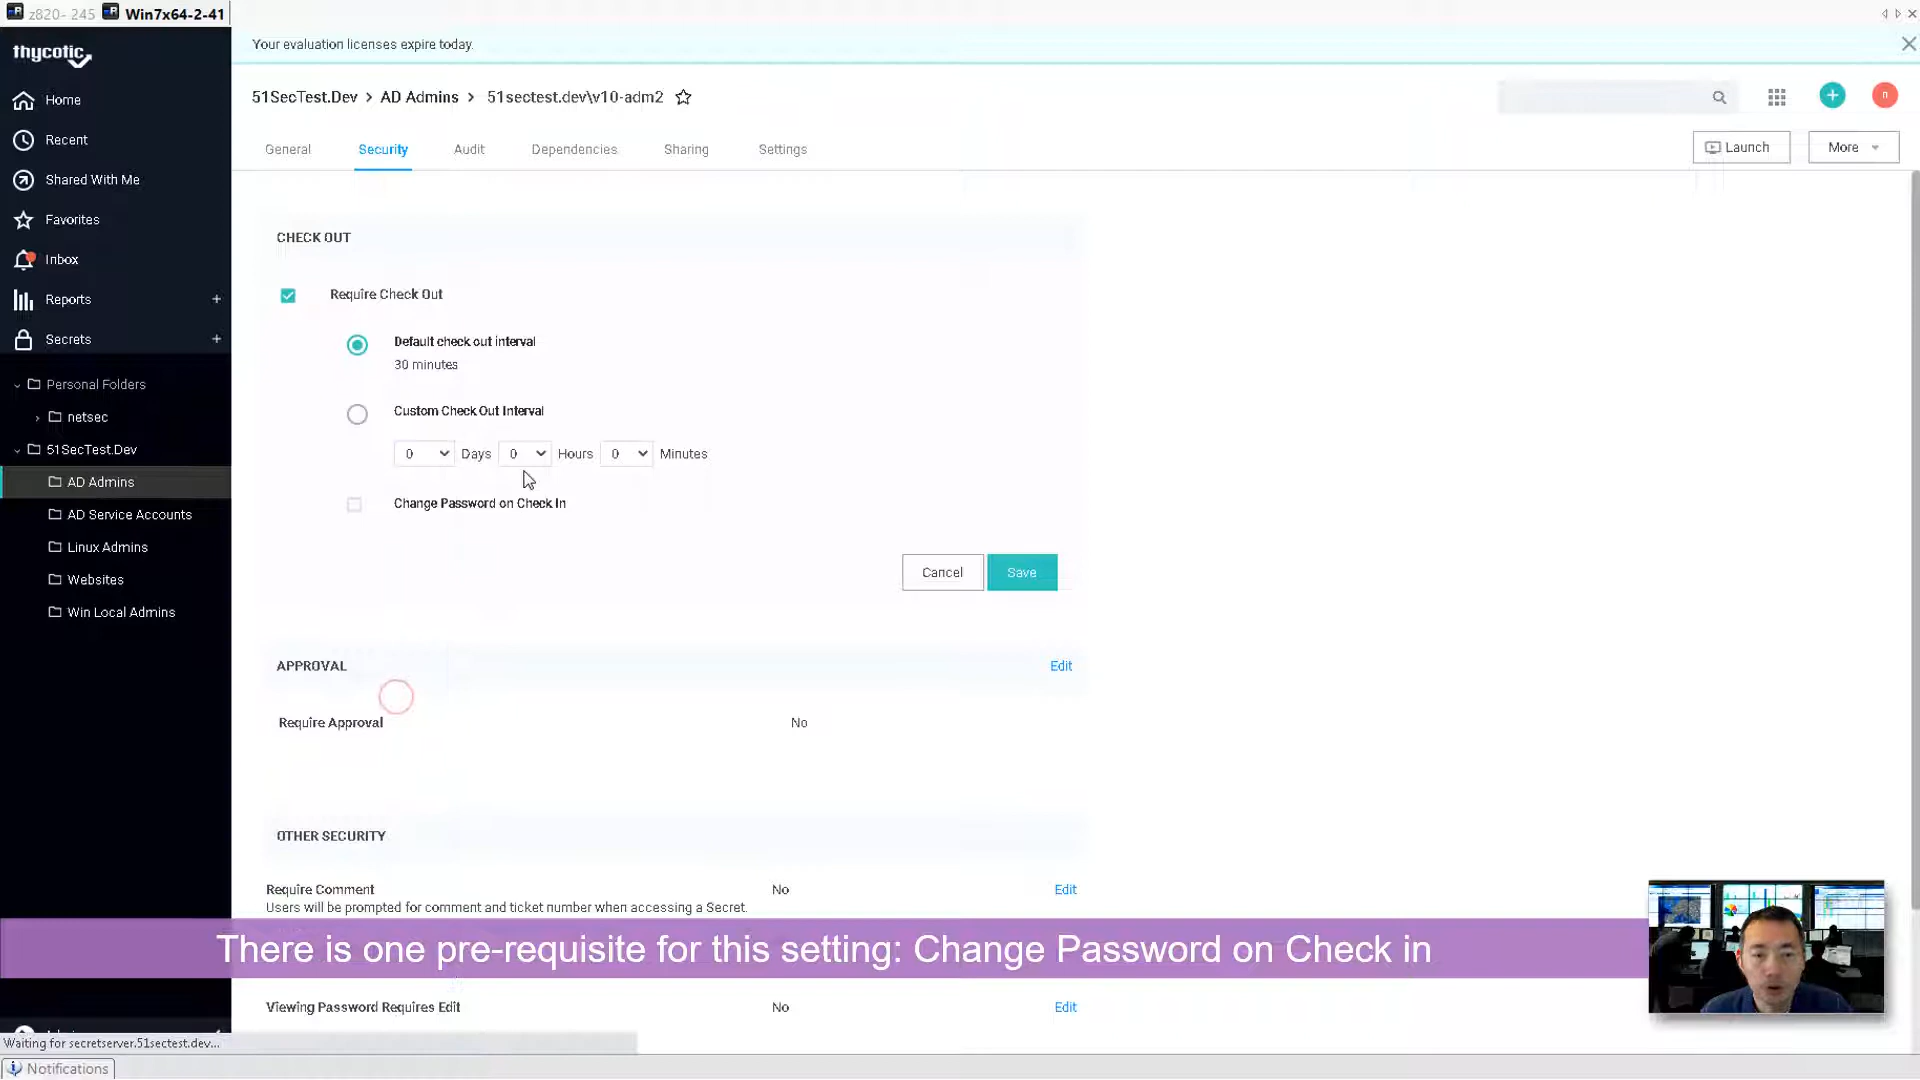 z820- 245 Win7x64-2-41
thycotic
Your evaluation licenses expire today.
51SecTest.Dev > AD Admins > 51sectest.dev\v10-adm2
n
Home
Recent
Shared With Me
Favorites
Inbox
Reports
Secrets
Personal Folders
netsec
51SecTest.Dev
AD Admins
AD Service Accounts
Linux Admins
Websites
Win Local Admins
General Security Audit Dependencies Sharing Settings
Launch More
CHECK OUT
Require Check Out
Default check out interval
30 minutes
Custom Check Out Interval
0 Days 0 Hours 0 Minutes
Change Password on Check In
Cancel Save
APPROVAL Edit
Require Approval No
OTHER SECURITY
Require Comment No Edit
Users will be prompted for comment and ticket number when accessing a Secret.
There is one pre-requisite for this setting: Change Password on Check in
Viewing Password Requires Edit No Edit
Waiting for secretserver.51sectest.dev...
Notifications